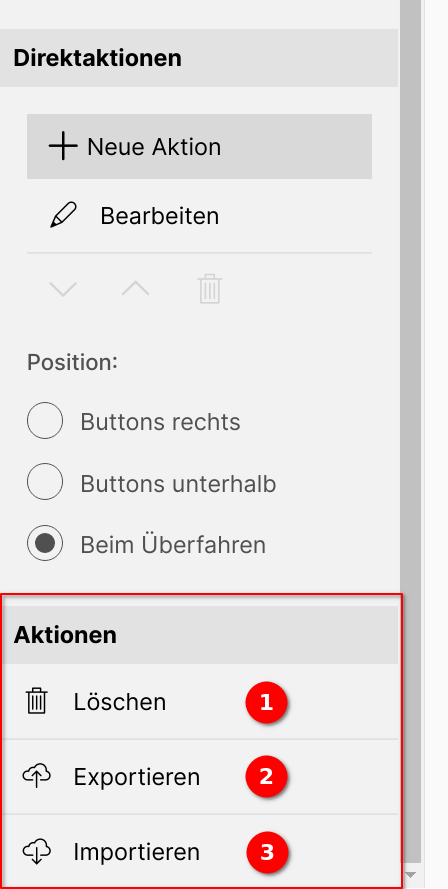 Direktaktionen
Neue Aktion
Bearbeiten
Position:
Buttons rechts
Buttons unterhalb
Beim Überfahren
Aktionen
Löschen 1
Exportieren 2
Importieren 3